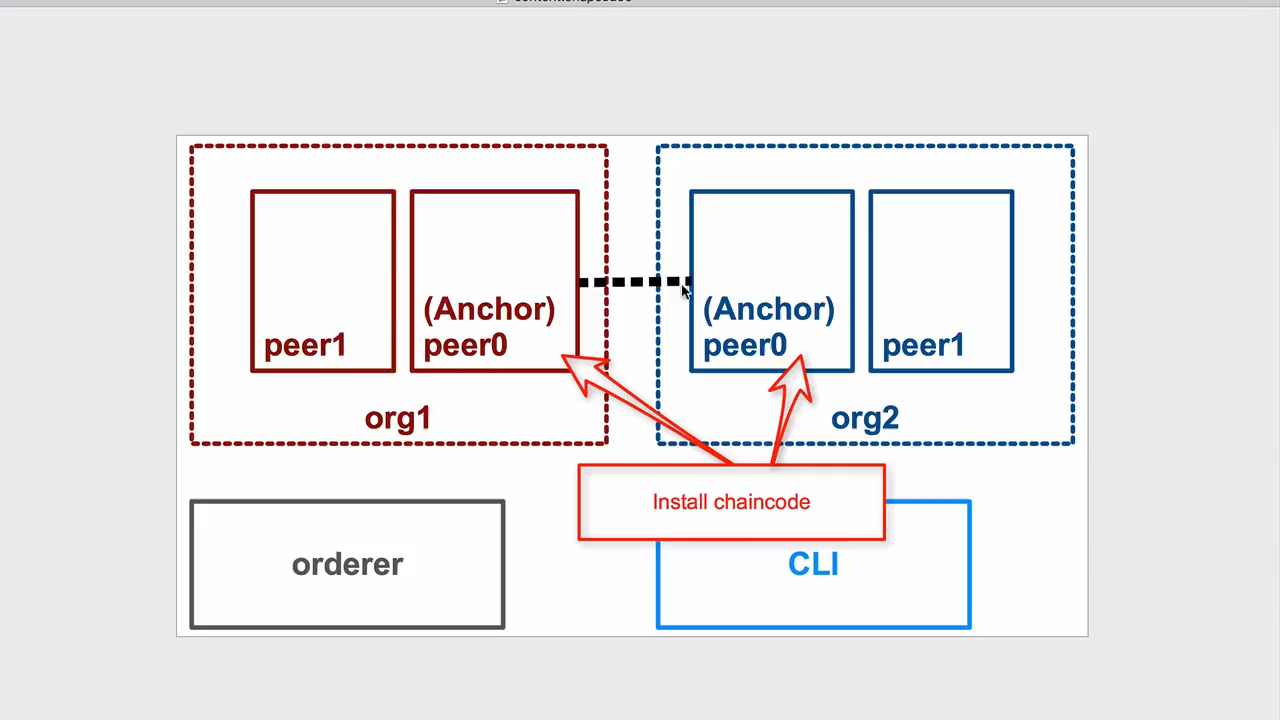 peer1
(Anchor)
peer0
org1
(Anchor)
peer0
peer1
org2
Install chaincode
orderer
CLI